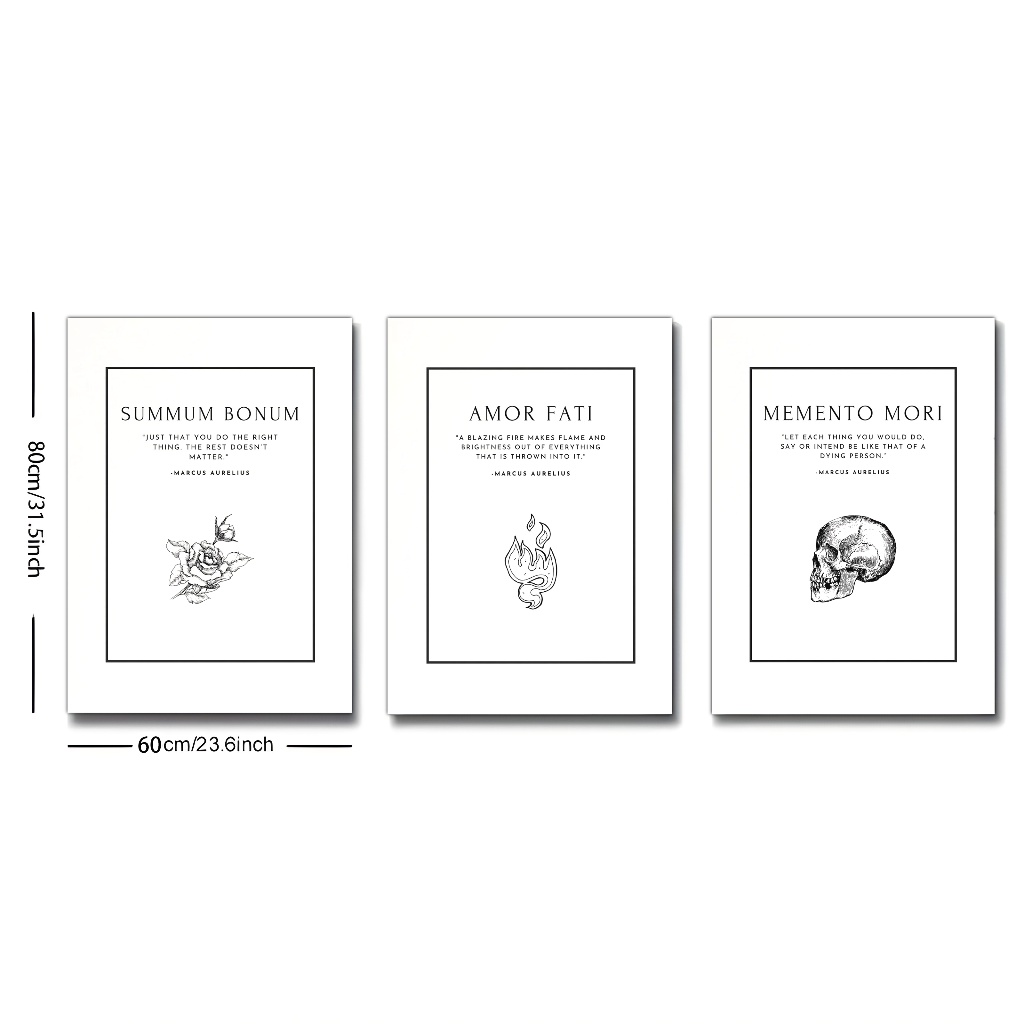 SUMMUM BONUM
"JUST THAT YOU DO THE RIGHT
THING. THE REST DOESN'T
MATTER."
-MARCUS AURELIUS
AMOR FATI
"A BLAZING FIRE MAKES FLAME AND
BRIGHTNESS OUT OF EVERYTHING
THAT IS THROWN INTO IT."
-MARCUS AURELIUS
MEMENTO MORI
"LET EACH THING YOU WOULD DO,
SAY OR INTEND BE LIKE THAT OF A
DYING PERSON."
-MARCUS AURELIUS
80cm/31.5inch
60cm/23.6inch